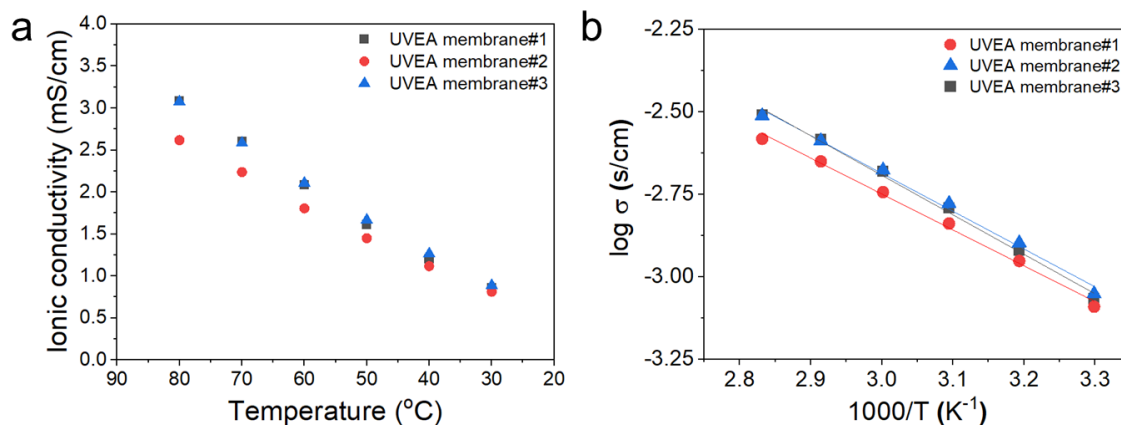 a
4.0
3.5
3.0
2.5
2.0
1.5
1.0
0.5
0.0
Ionic conductivity (mS/cm)
UVEA membrane#1
UVEA membrane#2
UVEA membrane#3
90 80 70 60 50 40 30 20
Temperature (°C)
b
-2.25
-2.50
-2.75
-3.00
-3.25
log σ (s/cm)
UVEA membrane#1
UVEA membrane#2
UVEA membrane#3
2.8 2.9 3.0 3.1 3.2 3.3
1000/T (K⁻¹)